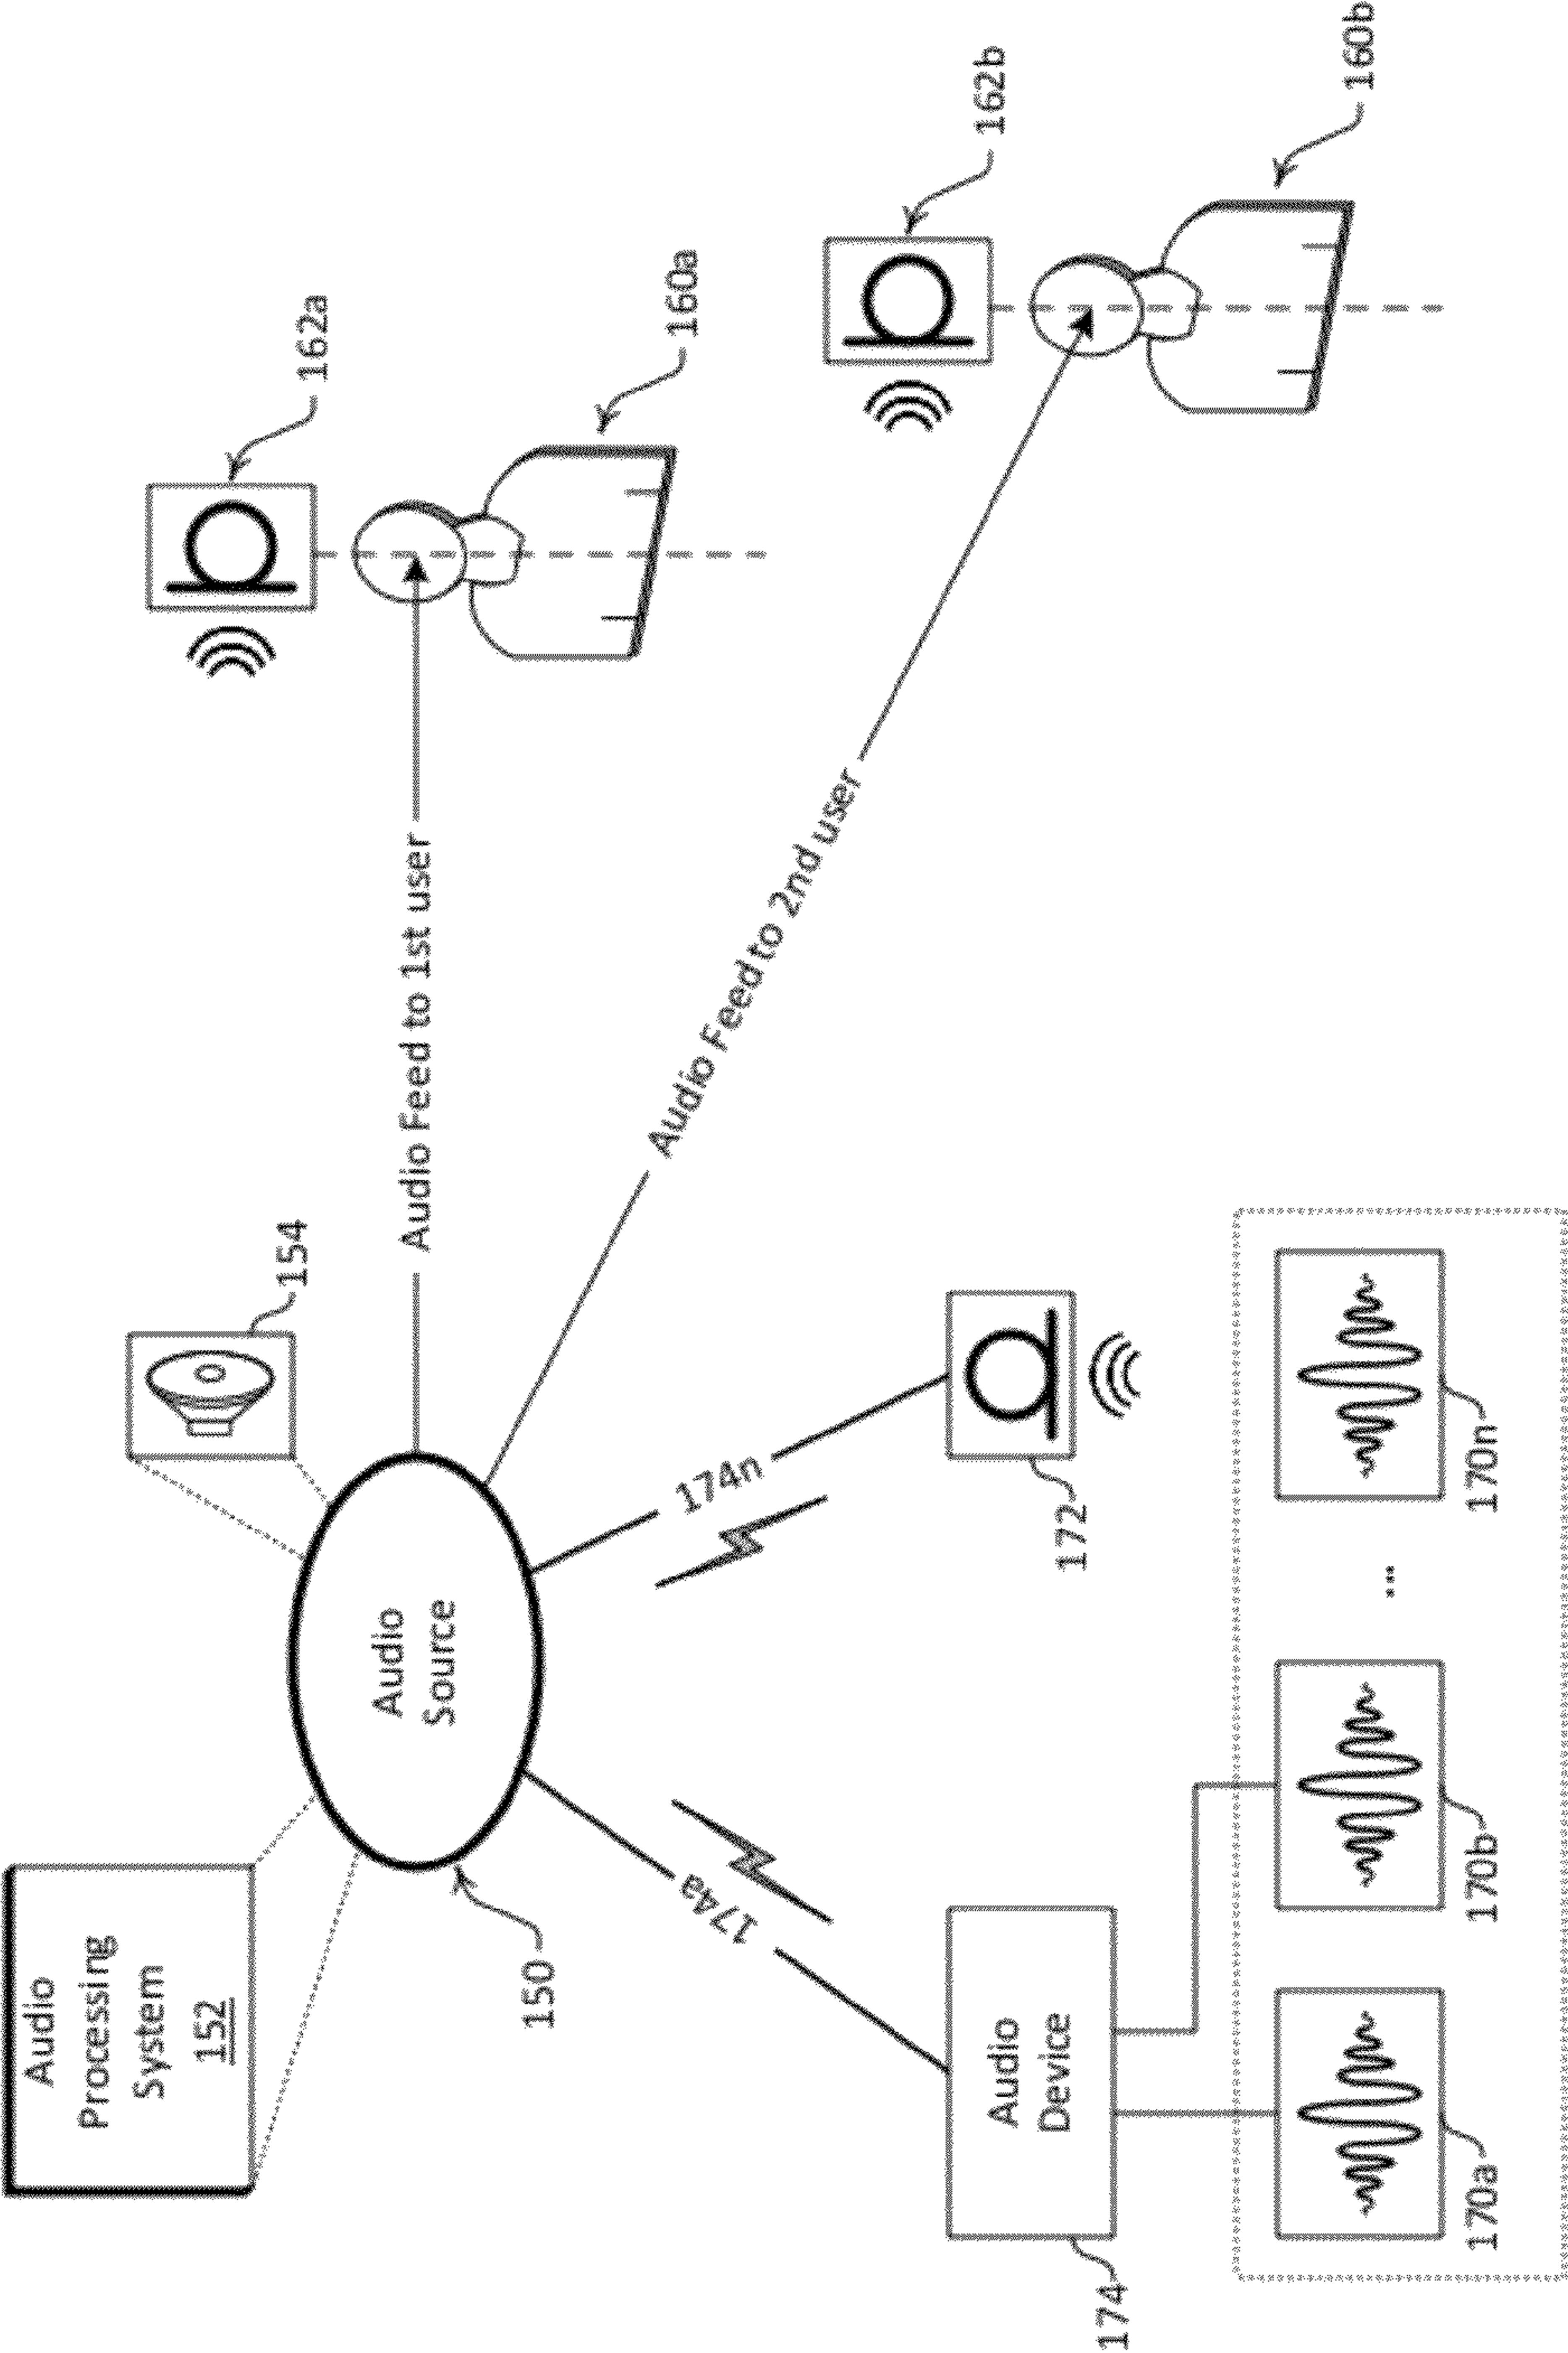 Audio
Processing
System
152
154
162a
160a
Audio Feed to 1st user
Audio
Source
150
Audio Feed to 2nd user
162b
160b
174a
174n
Audio
Device
174
172
170a
170b
...
170n